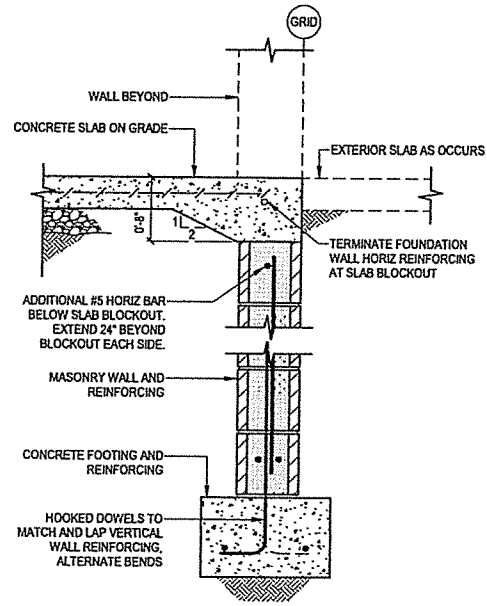 GRID
WALL BEYOND
CONCRETE SLAB ON GRADE
EXTERIOR SLAB AS OCCURS
0'-8"
1
2
TERMINATE FOUNDATION
WALL HORIZ REINFORCING
AT SLAB BLOCKOUT
ADDITIONAL #5 HORIZ BAR
BELOW SLAB BLOCKOUT.
EXTEND 24" BEYOND
BLOCKOUT EACH SIDE.
MASONRY WALL AND
REINFORCING
CONCRETE FOOTING AND
REINFORCING
HOOKED DOWELS TO
MATCH AND LAP VERTICAL
WALL REINFORCING,
ALTERNATE BENDS